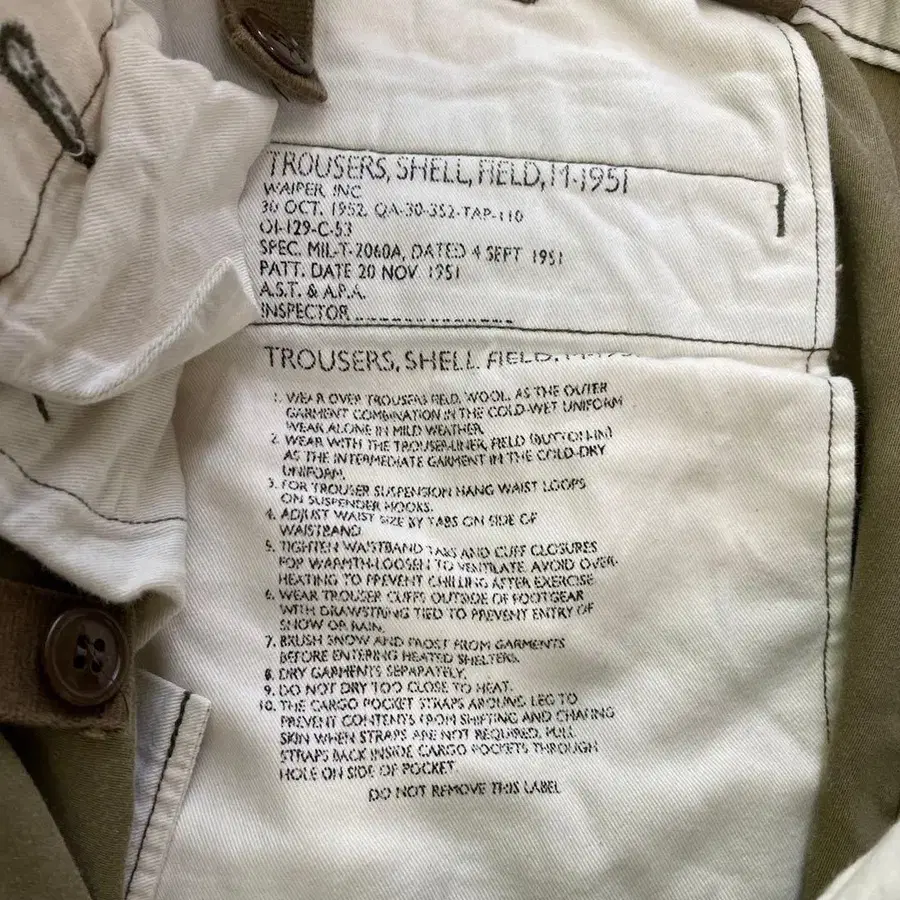 TROUSERS, SHELL, FIELD, M-1951
WAIPER, INC
30 OCT. 1952. QA-30-352-TAP-110
OI-129-C-53
SPEC. MIL-T-2060A, DATED 4 SEPT 1951
PATT. DATE 20 NOV 1951
A.S.T. & A.P.A.
INSPECTOR
TROUSERS, SHELL, FIELD, M-1951
1. WEAR OVER TROUSERS FIELD, WOOL, AS THE OUTER
GARMENT COMBINATION IN THE COLD-WET UNIFORM
WEAR ALONE IN MILD WEATHER.
2. WEAR WITH THE TROUSER-LINER, FIELD (BUTTON-IN)
AS THE INTERMEDIATE GARMENT IN THE COLD-DRY
UNIFORM.
3. FOR TROUSER SUSPENSION HANG WAIST LOOPS
ON SUSPENDER HOOKS.
4. ADJUST WAIST SIZE BY TABS ON SIDE OF
WAISTBAND
5. TIGHTEN WAISTBAND TABS AND CUFF CLOSURES
FOR WARMTH-LOOSEN TO VENTILATE. AVOID OVER-
HEATING TO PREVENT CHILLING AFTER EXERCISE
6. WEAR TROUSER CUFFS OUTSIDE OF FOOTGEAR
WITH DRAWSTRING TIED TO PREVENT ENTRY OF
SNOW OR RAIN.
7. BRUSH SNOW AND FROST FROM GARMENTS
BEFORE ENTERING HEATED SHELTERS.
8. DRY GARMENTS SEPARATELY.
9. DO NOT DRY TOO CLOSE TO HEAT.
10. THE CARGO POCKET STRAPS AROUND LEG TO
PREVENT CONTENTS FROM SHIFTING AND CHAFING
SKIN WHEN STRAPS ARE NOT REQUIRED, PULL
STRAPS BACK INSIDE CARGO POCKETS THROUGH
HOLE ON SIDE OF POCKET.
DO NOT REMOVE THIS LABEL